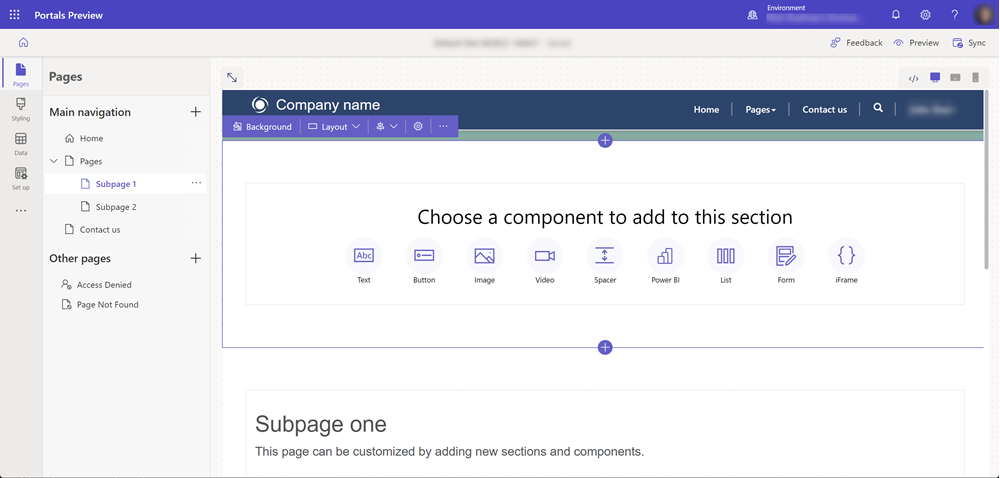 Portals Preview
Environment
Feedback
Preview
Sync
Pages
Styling
Data
Set up
Pages
Main navigation
Home
Pages
Subpage 1
Subpage 2
Contact us
Other pages
Access Denied
Page Not Found
Company name
Home
Pages
Contact us
Background
Layout
Choose a component to add to this section
Abc
Text
Button
Image
Video
Spacer
Power BI
List
Form
iFrame
Subpage one
This page can be customized by adding new sections and components.